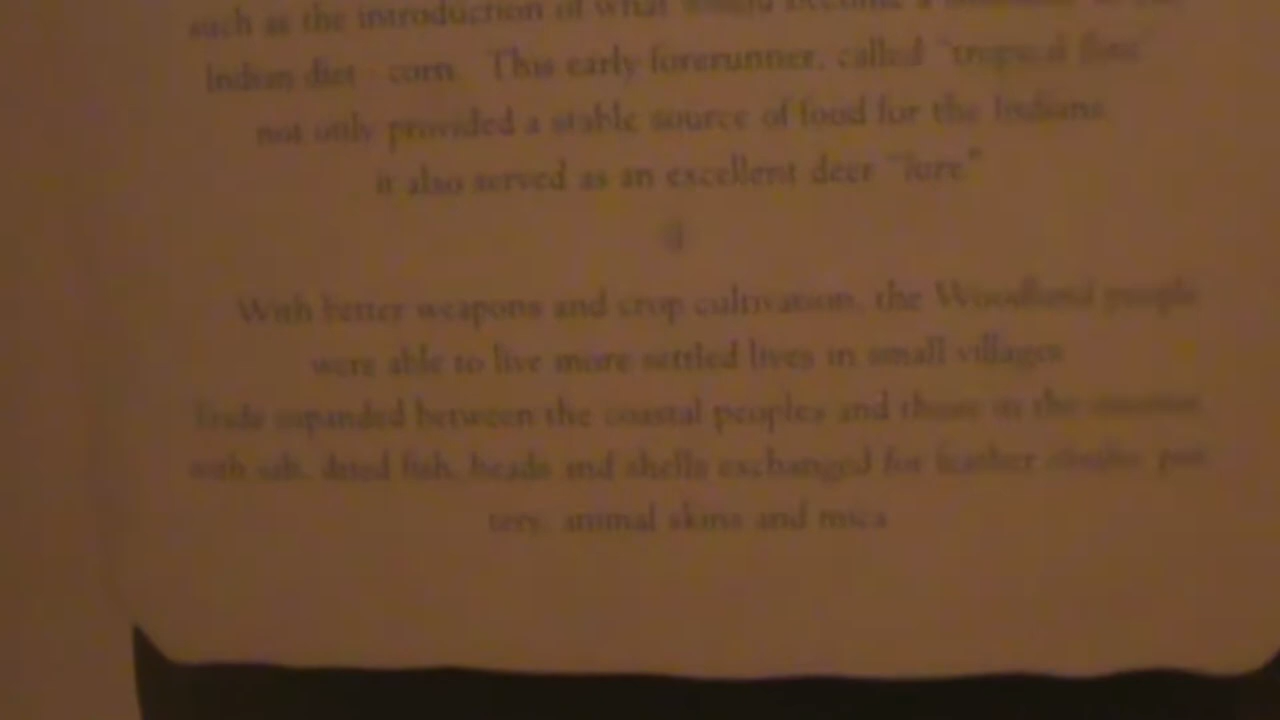 such as the introduction of what would become a
Indian diet - corn. This early forerunner, called "tropical flint"
not only provided a stable source of food for the Indians,
it also served as an excellent deer "lure."
With better weapons and crop cultivation, the Woodland people
were able to live more settled lives in small villages.
Trade expanded between the coastal peoples and those in the
with salt, dried fish, beads and shells exchanged for feather pot-
tery, animal skins and mica.